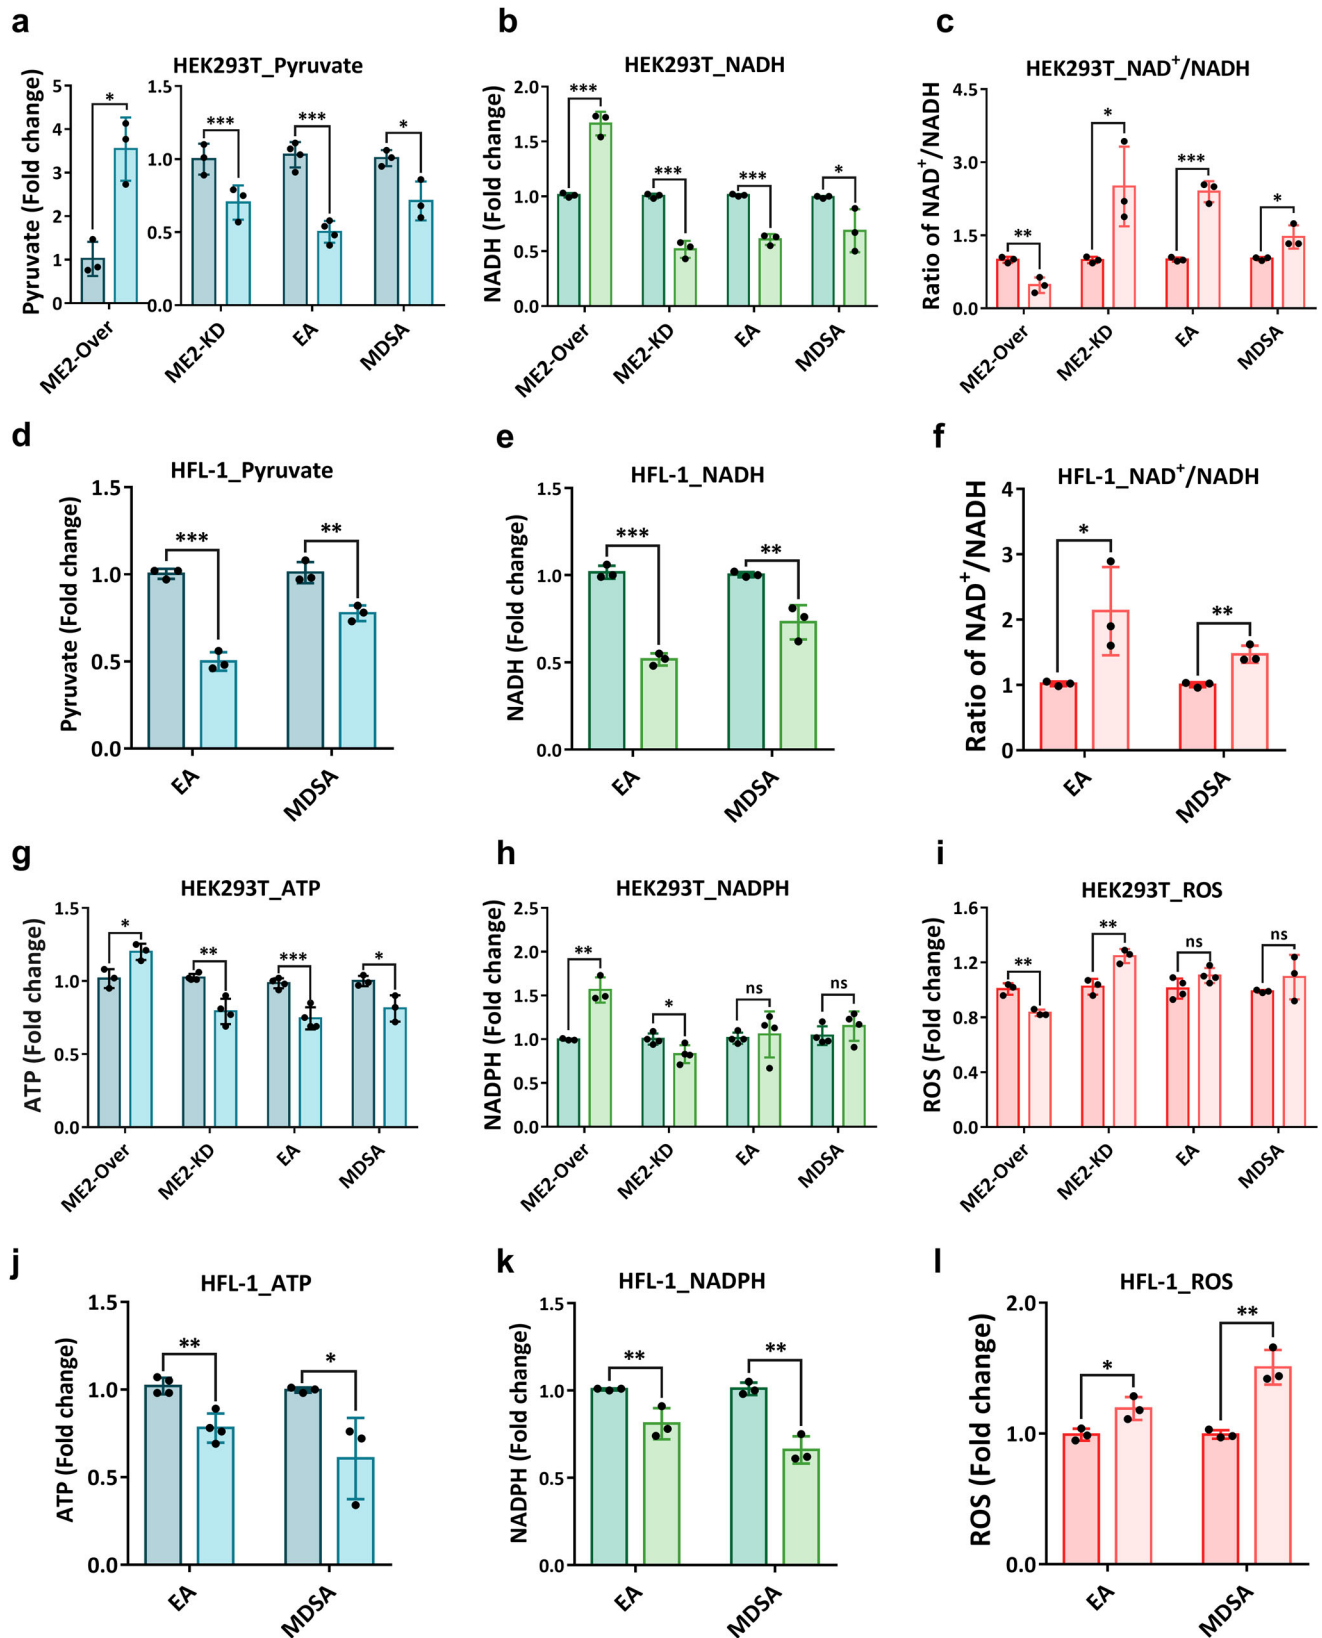 a
HEK293T_Pyruvate
Pyruvate (Fold change)
5
4
3
2
1
0
1.5
1.0
0.5
0.0
*
***
***
*
ME2-Over
ME2-KD
EA
MDSA
b
HEK293T_NADH
NADH (Fold change)
2.0
1.5
1.0
0.5
0.0
***
***
***
*
ME2-Over
ME2-KD
EA
MDSA
c
HEK293T_NAD+/NADH
Ratio of NAD+/NADH
4.5
3.0
1.5
0.0
**
*
***
*
ME2-Over
ME2-KD
EA
MDSA
d
HFL-1_Pyruvate
Pyruvate (Fold change)
1.5
1.0
0.5
0.0
***
**
EA
MDSA
e
HFL-1_NADH
NADH (Fold change)
1.5
1.0
0.5
0.0
***
**
EA
MDSA
f
HFL-1_NAD+/NADH
Ratio of NAD+/NADH
4
3
2
1
0
*
**
EA
MDSA
g
HEK293T_ATP
ATP (Fold change)
1.5
1.0
0.5
0.0
*
**
***
*
ME2-Over
ME2-KD
EA
MDSA
h
HEK293T_NADPH
NADPH (Fold change)
2.5
2.0
1.5
1.0
0.5
0.0
**
*
ns
ns
ME2-Over
ME2-KD
EA
MDSA
i
HEK293T_ROS
ROS (Fold change)
1.6
1.2
0.8
0.4
0.0
**
**
ns
ns
ME2-Over
ME2-KD
EA
MDSA
j
HFL-1_ATP
ATP (Fold change)
1.5
1.0
0.5
0.0
**
*
EA
MDSA
k
HFL-1_NADPH
NADPH (Fold change)
1.5
1.0
0.5
0.0
**
**
EA
MDSA
l
HFL-1_ROS
ROS (Fold change)
2.0
1.0
0.0
*
**
EA
MDSA